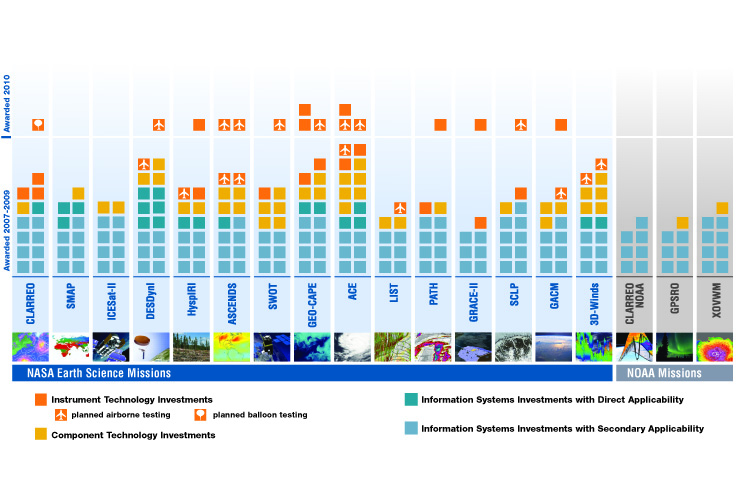 Awarded 2010
Awarded 2007-2009
CLARREO
SMAP
ICESat-II
DESDynI
HyspIRI
ASCENDS
SWOT
GEO-CAPE
ACE
LIST
PATH
GRACE-II
SCLP
GACM
3D-Winds
CLARREO
NOAA
GPSRO
XOVWM
NASA Earth Science Missions
NOAA Missions
Instrument Technology Investments
planned airborne testing
planned balloon testing
Component Technology Investments
Information Systems Investments with Direct Applicability
Information Systems Investments with Secondary Applicability